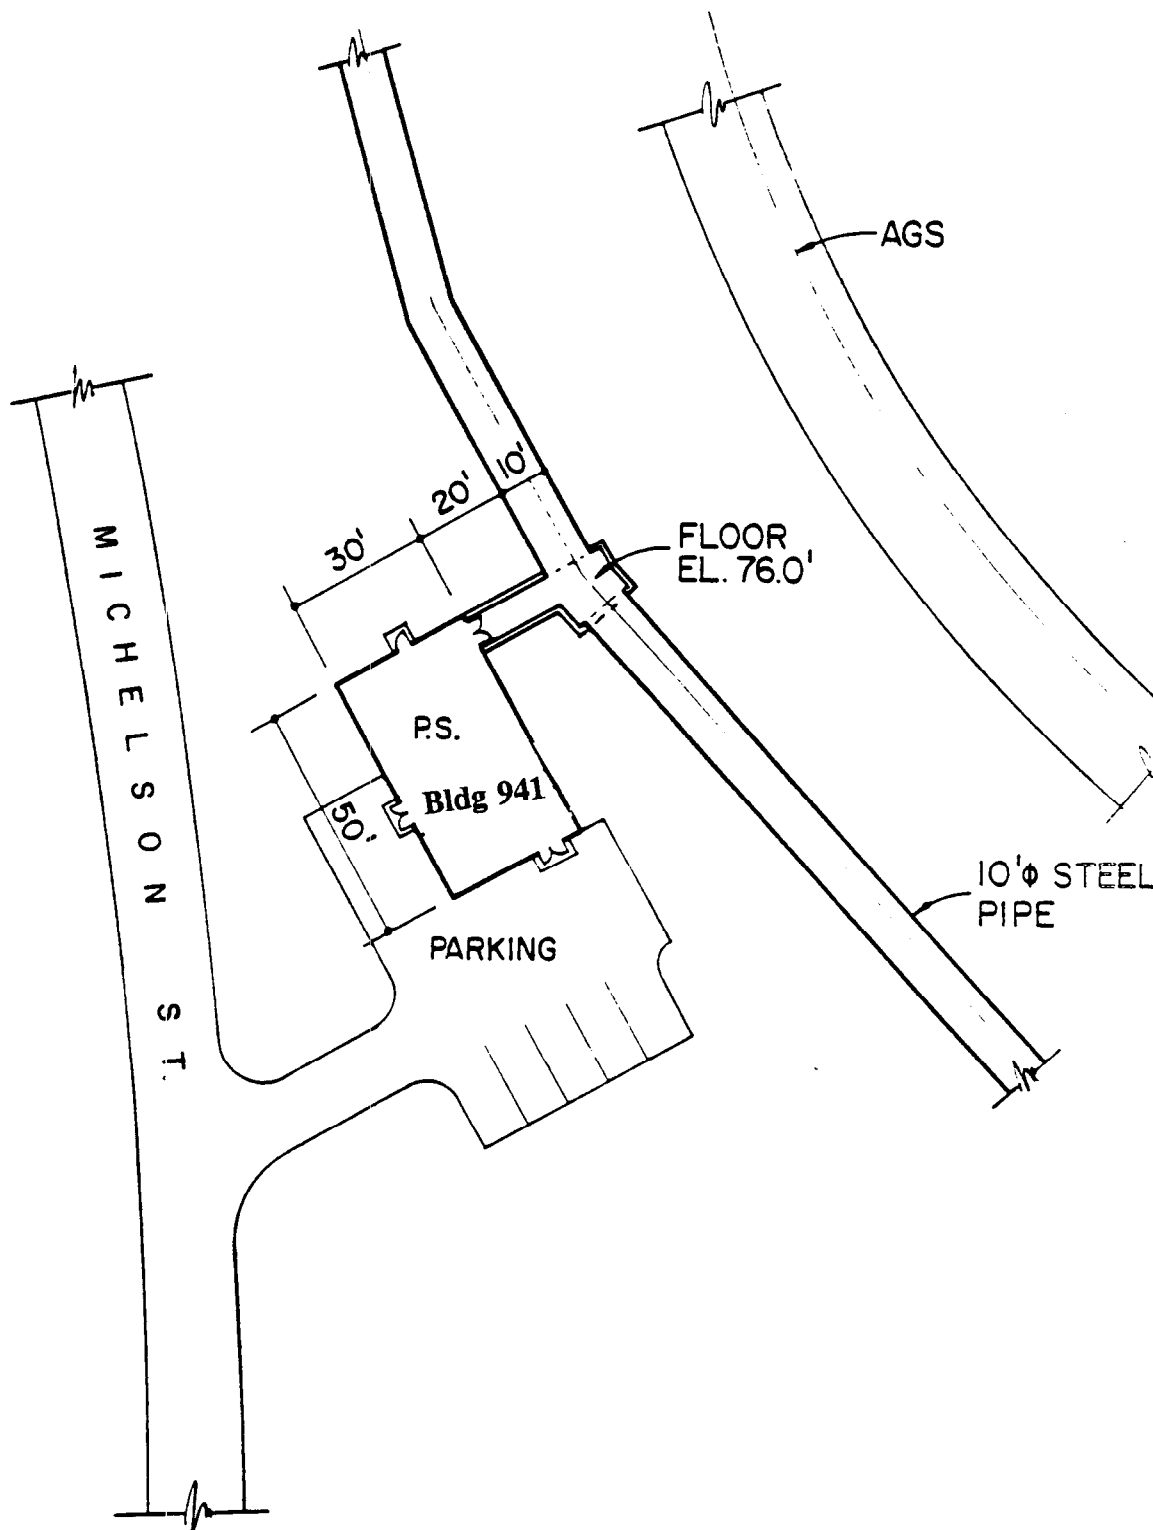 AGS
10'
20'
30'
FLOOR
EL. 76.0'
MICHELSON ST.
P.S.
Bldg 941
50'
10'ϕ STEEL
PIPE
PARKING